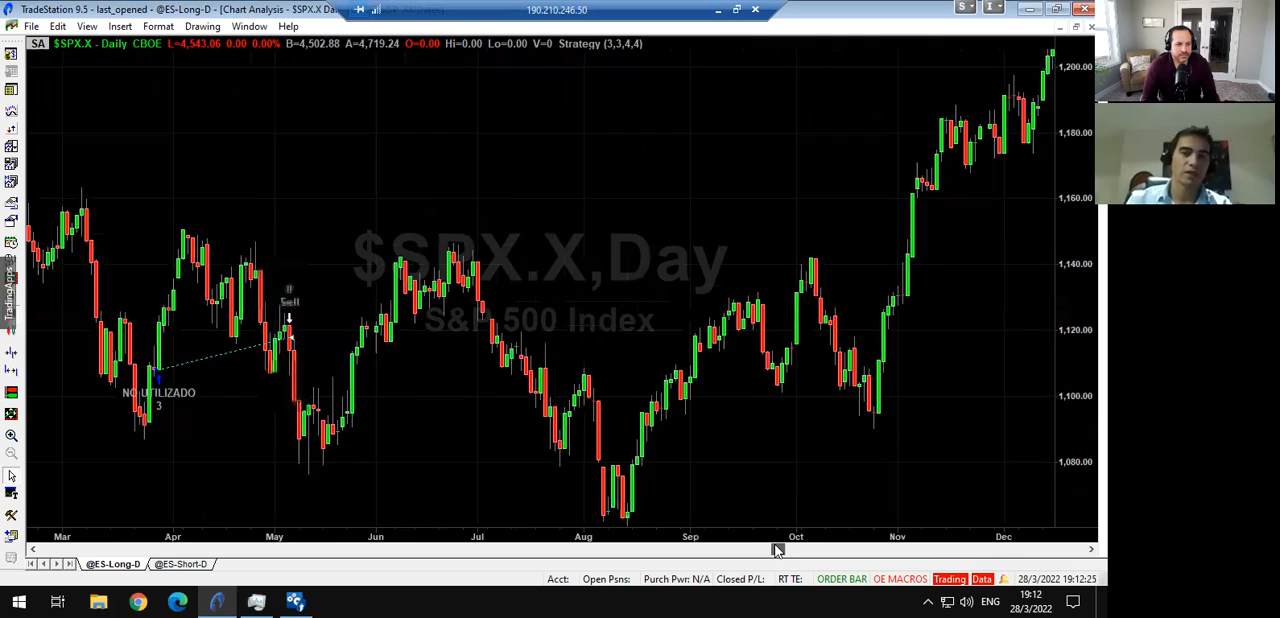 TradeStation 9.5 - last_opened - @ES-Long-D - [Chart Analysis - $SPX.X Da
190.210.246.50
S
I
File Edit View Insert Format Trading Drawing Window Help
SA $SPX.X - Daily CBOE L=4,543.06 0.00 0.00% B=4,502.88 A=4,719.24 O=0.00 Hi=0.00 Lo=0.00 V=0 Strategy (3,3,4,4)
1,200.00
1,180.00
1,160.00
$SPX.X,Day
1,140.00
TradingApps
0
Sell
S&P 500 Index
1,120.00
NO UTILIZADO
3
1,100.00
1,080.00
Mar Apr May Jun Jul Aug Sep Oct Nov Dec
@ES-Long-D @ES-Short-D
Acct: Open Psns: Purch Pwr: N/A Closed P/L: RT TE: ORDER BAR OE MACROS Trading Data 28/3/2022 19:12:25
19:12
ENG
28/3/2022